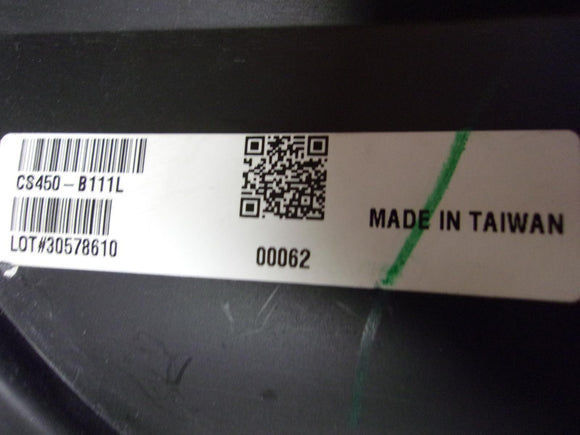 CS450-B111L
LOT#30578610
00062
MADE IN TAIWAN